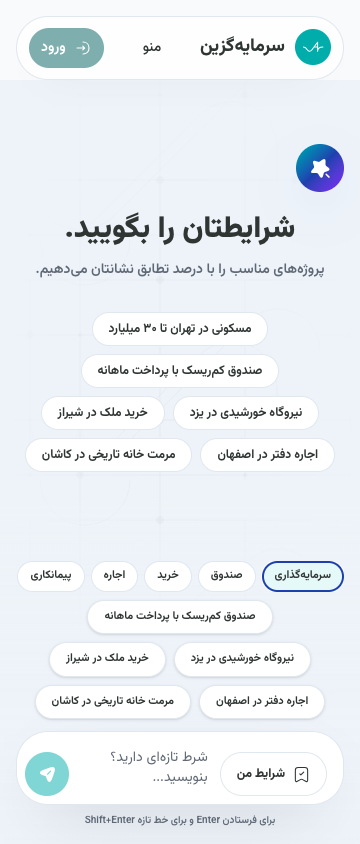 سرمایه‌گزین
منو
ورود
شرایطتان را بگویید.
پروژه‌های مناسب را با درصد تطابق نشانتان می‌دهیم.
مسکونی در تهران تا ۳۰ میلیارد
صندوق کم‌ریسک با پرداخت ماهانه
نیروگاه خورشیدی در یزد
خرید ملک در شیراز
اجاره دفتر در اصفهان
مرمت خانه تاریخی در کاشان
سرمایه‌گذاری
صندوق
خرید
اجاره
پیمانکاری
صندوق کم‌ریسک با پرداخت ماهانه
نیروگاه خورشیدی در یزد
خرید ملک در شیراز
اجاره دفتر در اصفهان
مرمت خانه تاریخی در کاشان
شرایط من
شرط تازه‌ای دارید؟
بنویسید...
برای فرستادن Enter و برای خط تازه Shift+Enter